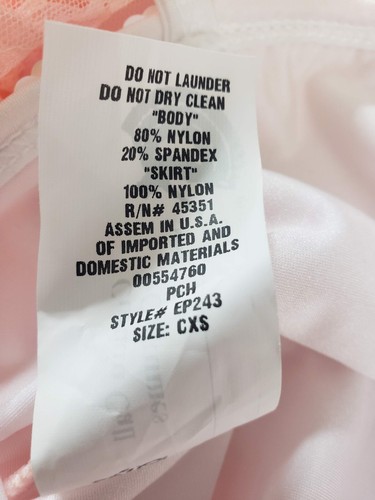 DO NOT LAUNDER
DO NOT DRY CLEAN
"BODY"
80% NYLON
20% SPANDEX
"SKIRT"
100% NYLON
R/N# 45351
ASSEM IN U.S.A.
OF IMPORTED AND
DOMESTIC MATERIALS
00554760
PCH
STYLE# EP243
SIZE: CXS